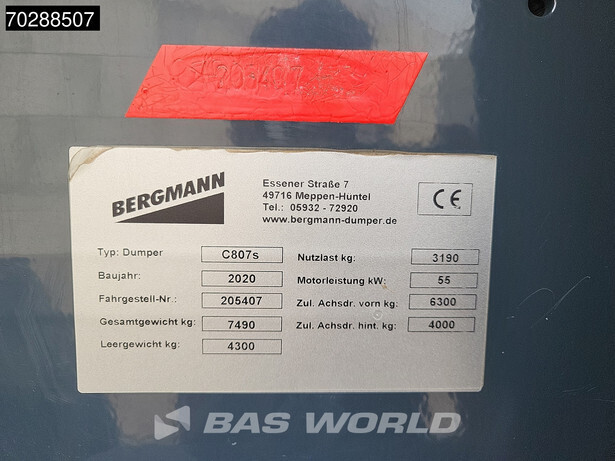 70288507
BERGMANN
Essener Straße 7
49716 Meppen-Huntel
Tel.: 05932 - 72920
www.bergmann-dumper.de
CE
Typ: Dumper C807s
Baujahr: 2020
Fahrgestell-Nr.: 205407
Gesamtgewicht kg: 7490
Leergewicht kg: 4300
Nutzlast kg: 3190
Motorleistung kW: 55
Zul. Achsdr. vorn kg: 6300
Zul. Achsdr. hint. kg: 4000
BAS WORLD